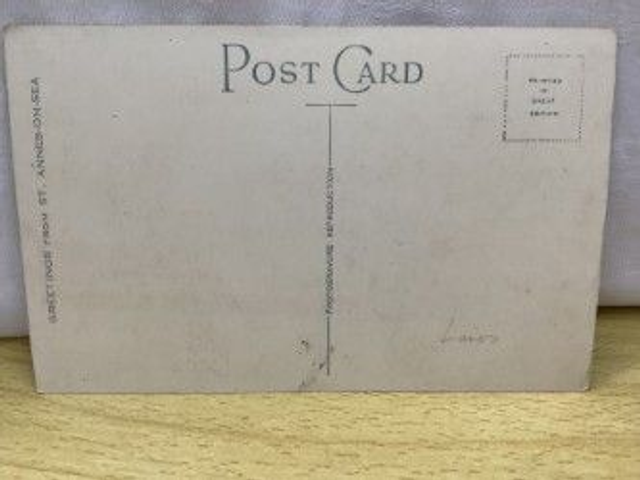 POST CARD
GREETINGS FROM ST. ANNES-ON-SEA
PHOTOGRAVURE REPRODUCTION
PRINTED
IN
GREAT
BRITAIN